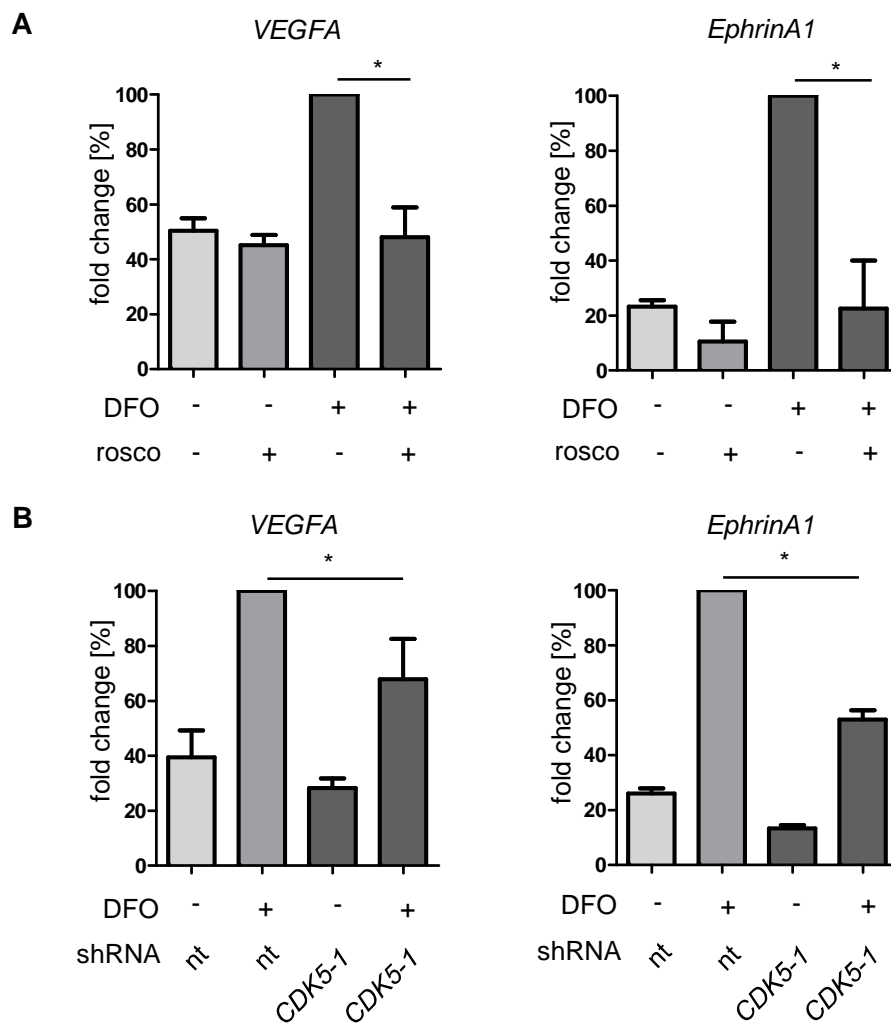 A
VEGFA
*
fold change [%]
100
80
60
40
20
0
DFO - - + +
rosco - + - +
EphrinA1
*
fold change [%]
100
80
60
40
20
0
DFO - - + +
rosco - + - +
B
VEGFA
*
fold change [%]
100
80
60
40
20
0
DFO - + - +
shRNA nt nt CDK5-1 CDK5-1
EphrinA1
*
fold change [%]
100
80
60
40
20
0
DFO - + - +
shRNA nt nt CDK5-1 CDK5-1